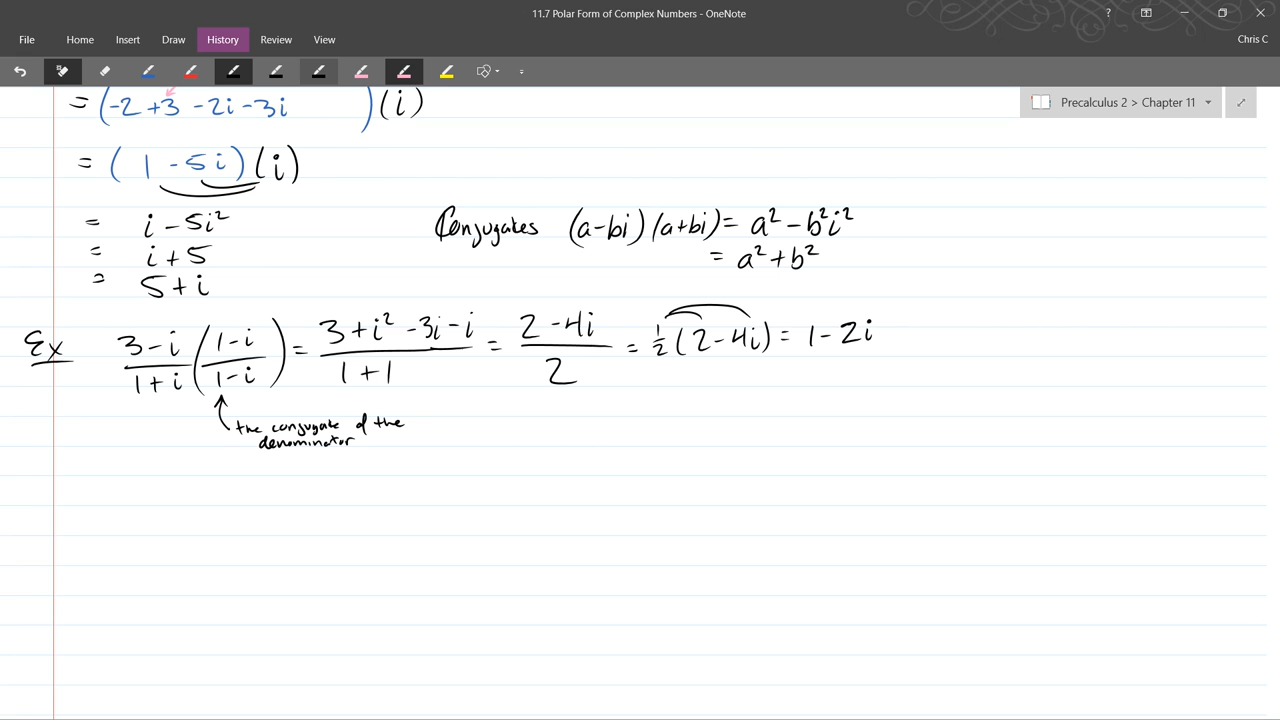 11.7 Polar Form of Complex Numbers - OneNote
File Home Insert Draw History Review View
Chris C
Precalculus 2 > Chapter 11
= (-2 +3 -2i -3i )(i)
= ( 1 - 5i)(i)
= i - 5i²
= i + 5
= 5 + i
Conjugates (a-bi)(a+bi) = a² - b²i²
= a² + b²
Ex (3-i)/(1+i) ((1-i)/(1-i)) = (3+i² -3i -i)/(1+1) = (2-4i)/2 = 1/2 (2-4i) = 1-2i
the conjugate of the
denominator